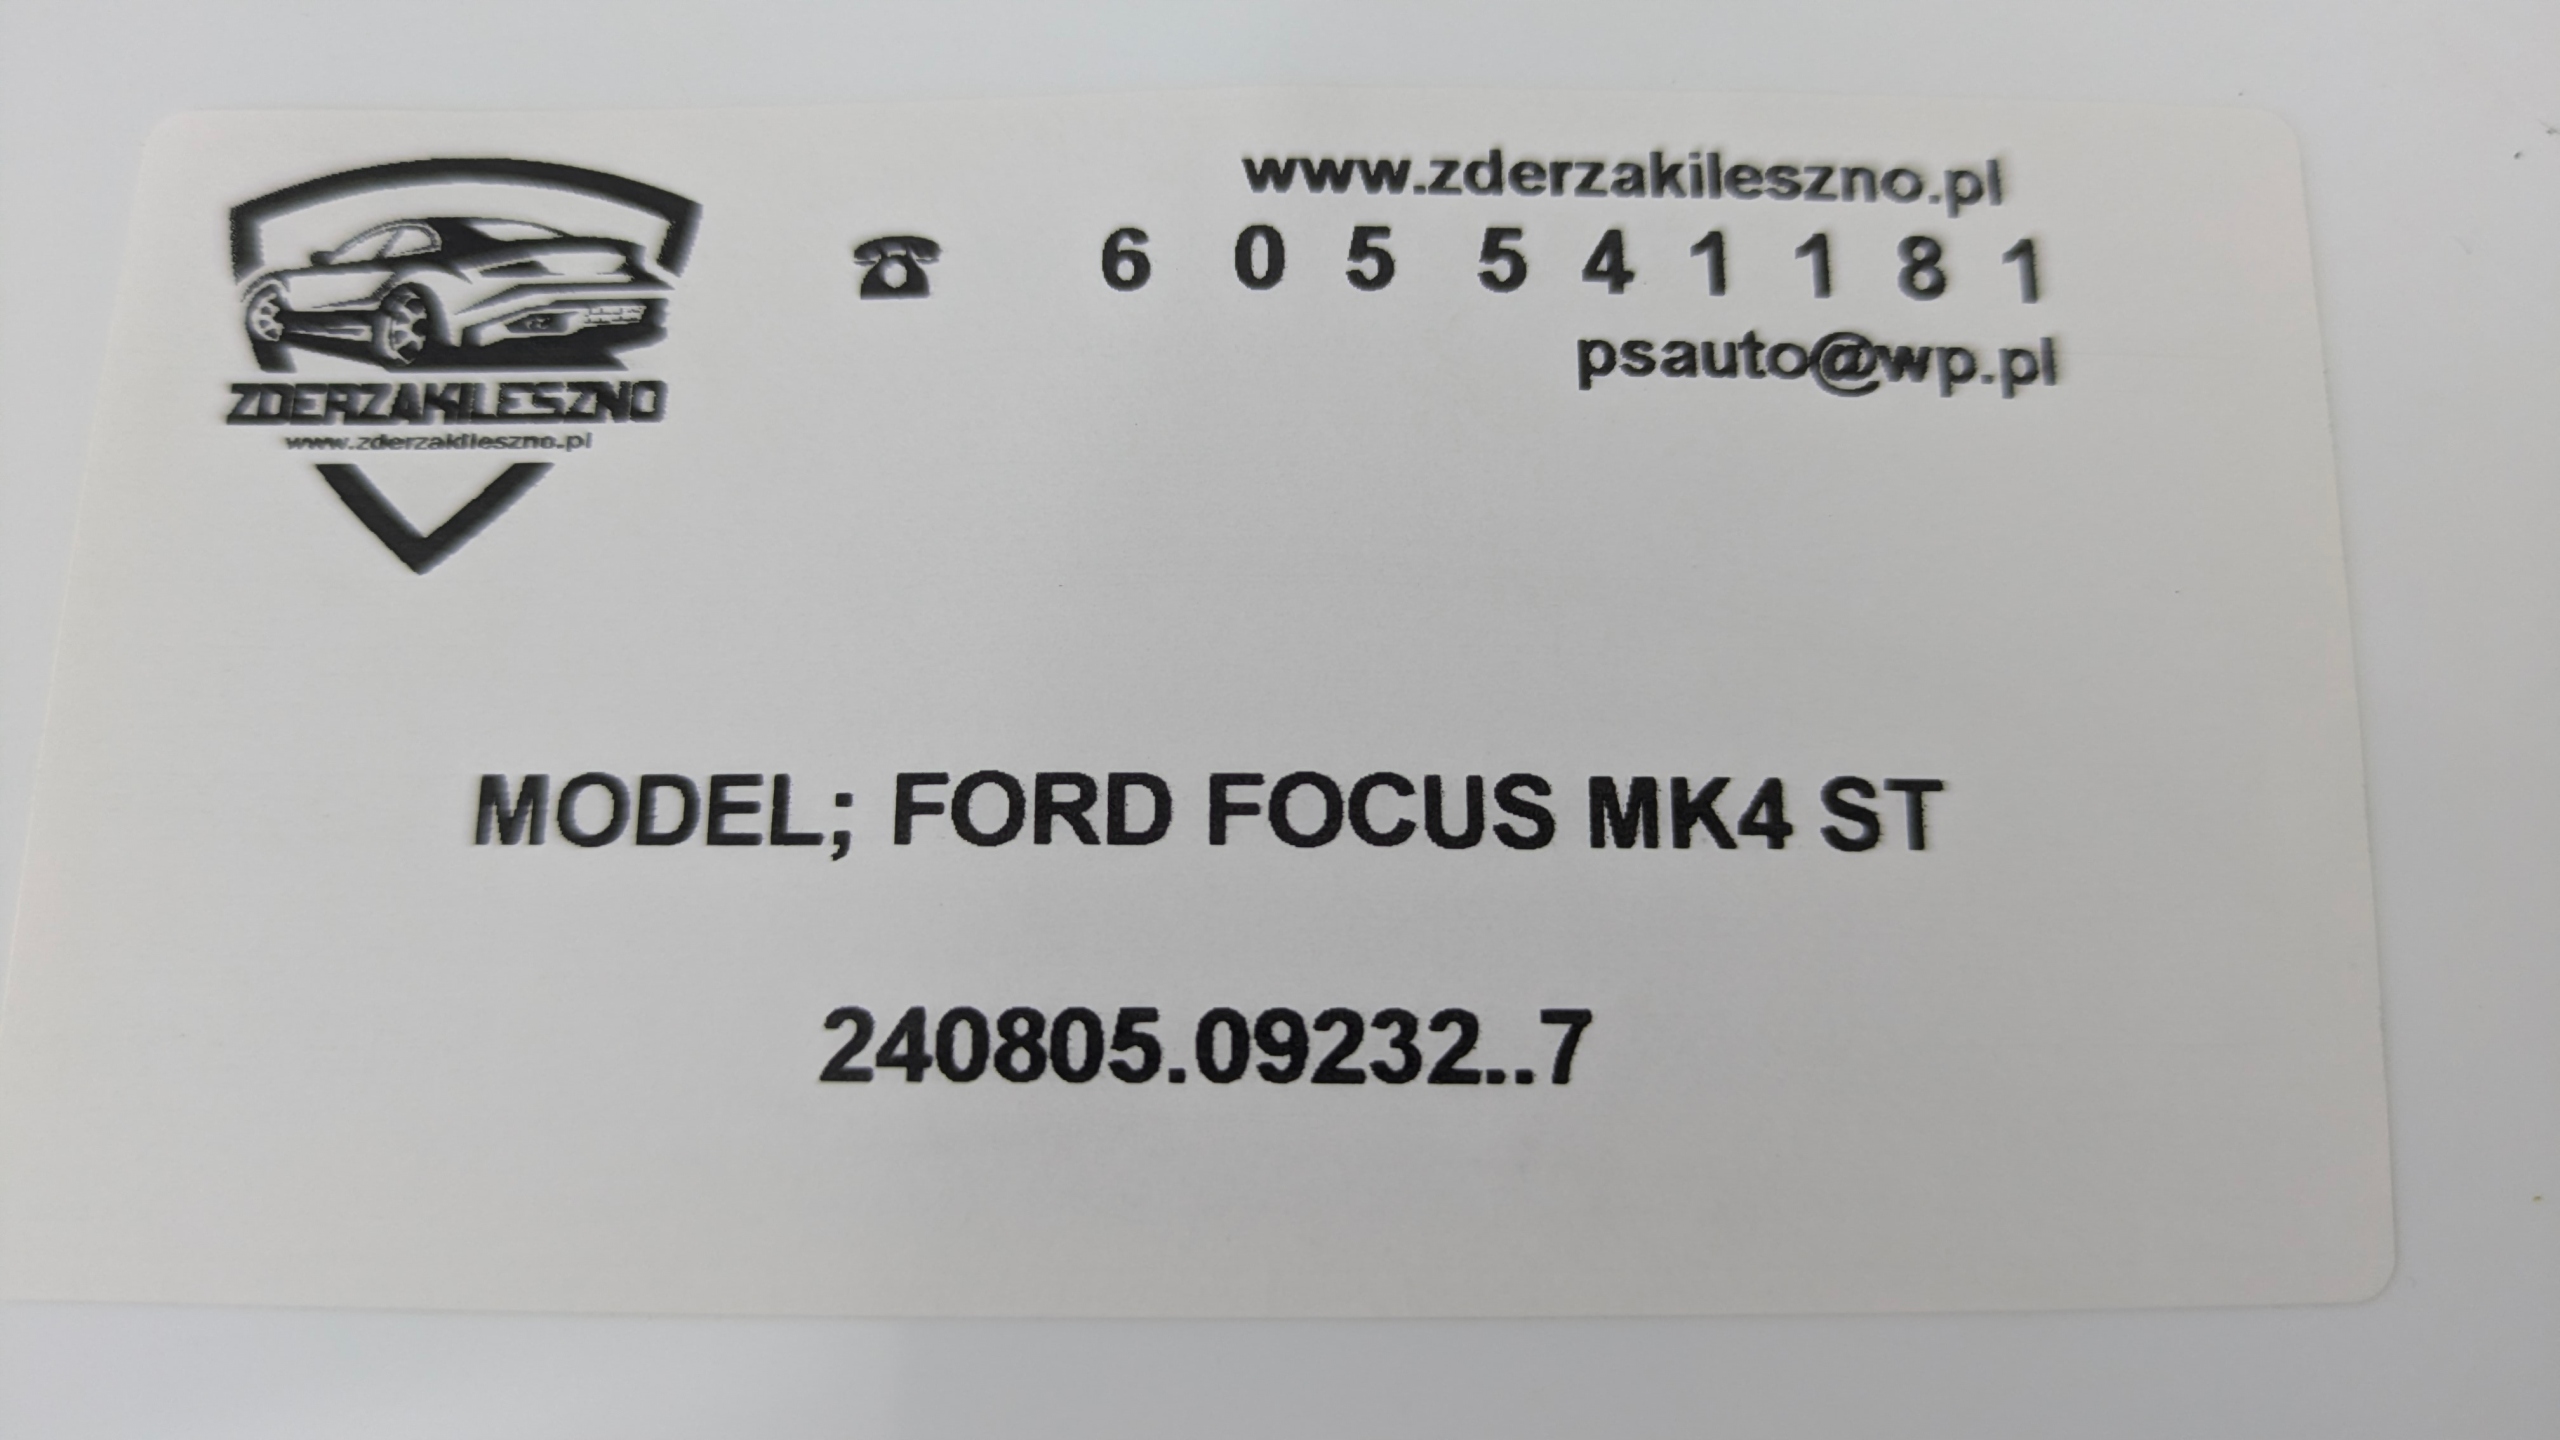 ZDERZAKILESZNO
www.zderzakileszno.pl
www.zderzakileszno.pl
☎ 6 0 5 5 4 1 1 8 1
psauto@wp.pl
MODEL; FORD FOCUS MK4 ST
240805.09232..7